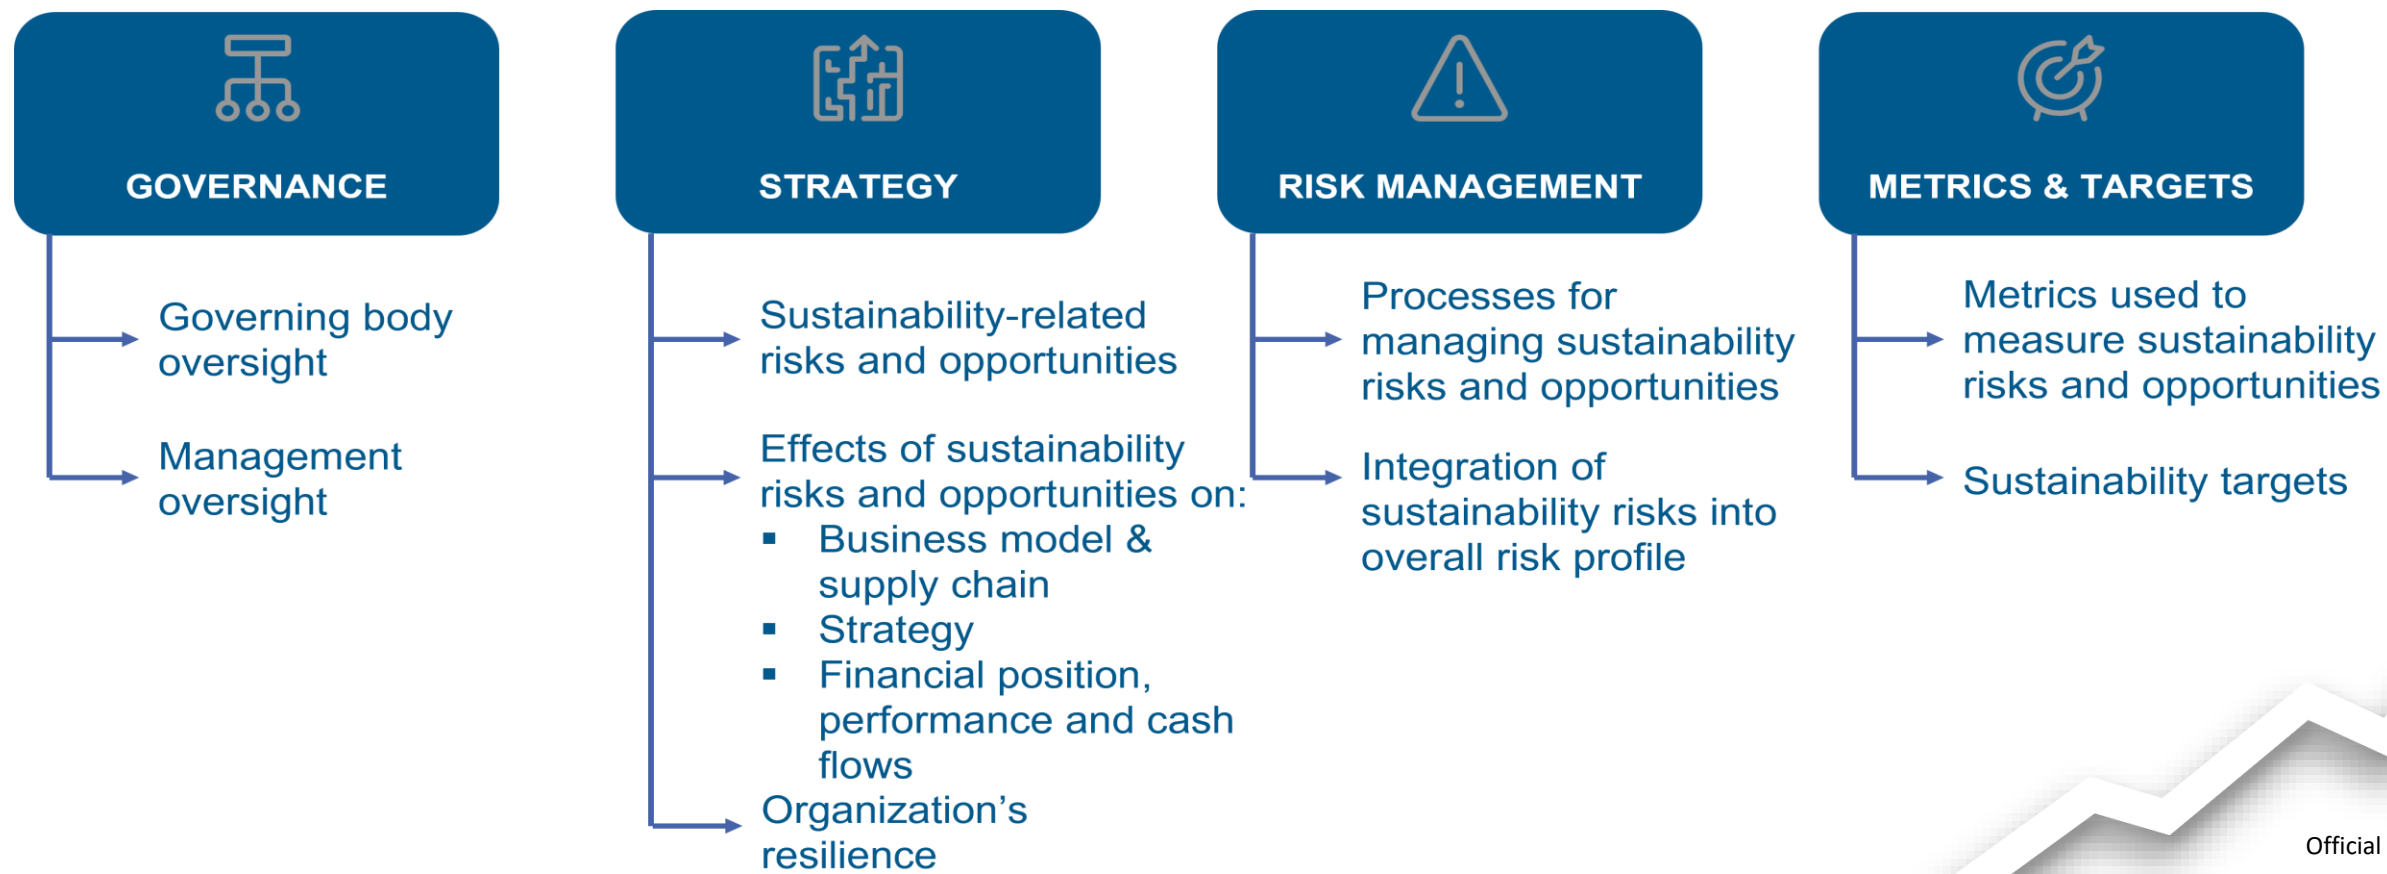 GOVERNANCE
Governing body
oversight
Management
oversight
STRATEGY
Sustainability-related
risks and opportunities
Effects of sustainability
risks and opportunities on:
▪ Business model &
supply chain
▪ Strategy
▪ Financial position,
performance and cash
flows
Organization’s
resilience
RISK MANAGEMENT
Processes for
managing sustainability
risks and opportunities
Integration of
sustainability risks into
overall risk profile
METRICS & TARGETS
Metrics used to
measure sustainability
risks and opportunities
Sustainability targets
Official